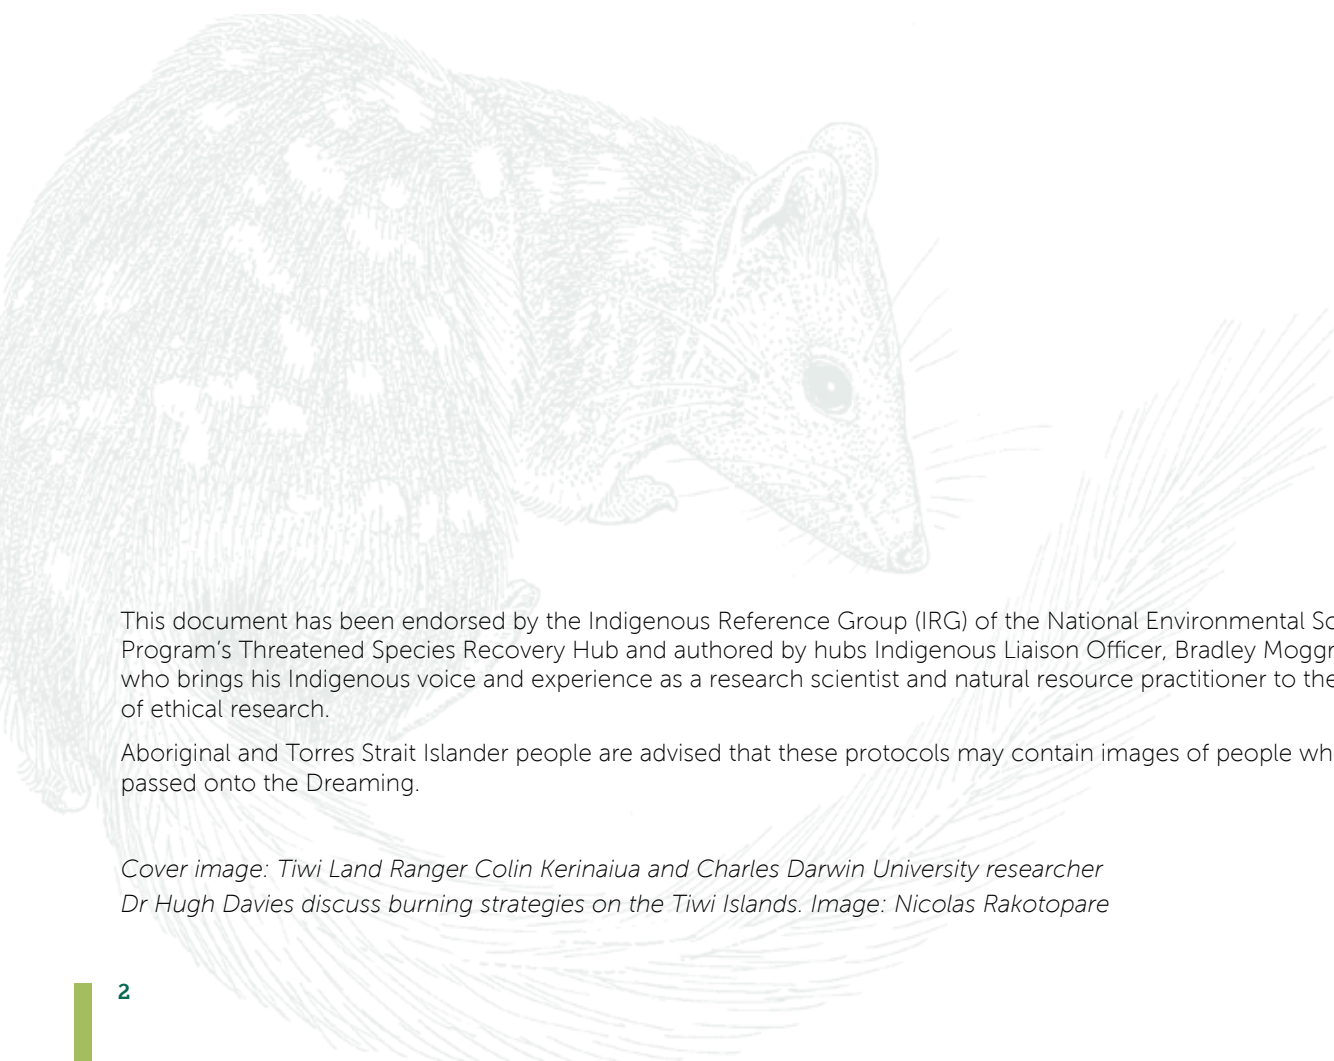 This document has been endorsed by the Indigenous Reference Group (IRG) of the National Environmental
Program’s Threatened Species Recovery Hub and authored by hubs Indigenous Liaison Officer, Bradley
who brings his Indigenous voice and experience as a research scientist and natural resource practitioner to the
of ethical research.
Aboriginal and Torres Strait Islander people are advised that these protocols may contain images of people
passed onto the Dreaming.
Cover image: Tiwi Land Ranger Colin Kerinaiua and Charles Darwin University researcher
Dr Hugh Davies discuss burning strategies on the Tiwi Islands. Image: Nicolas Rakotopare
2